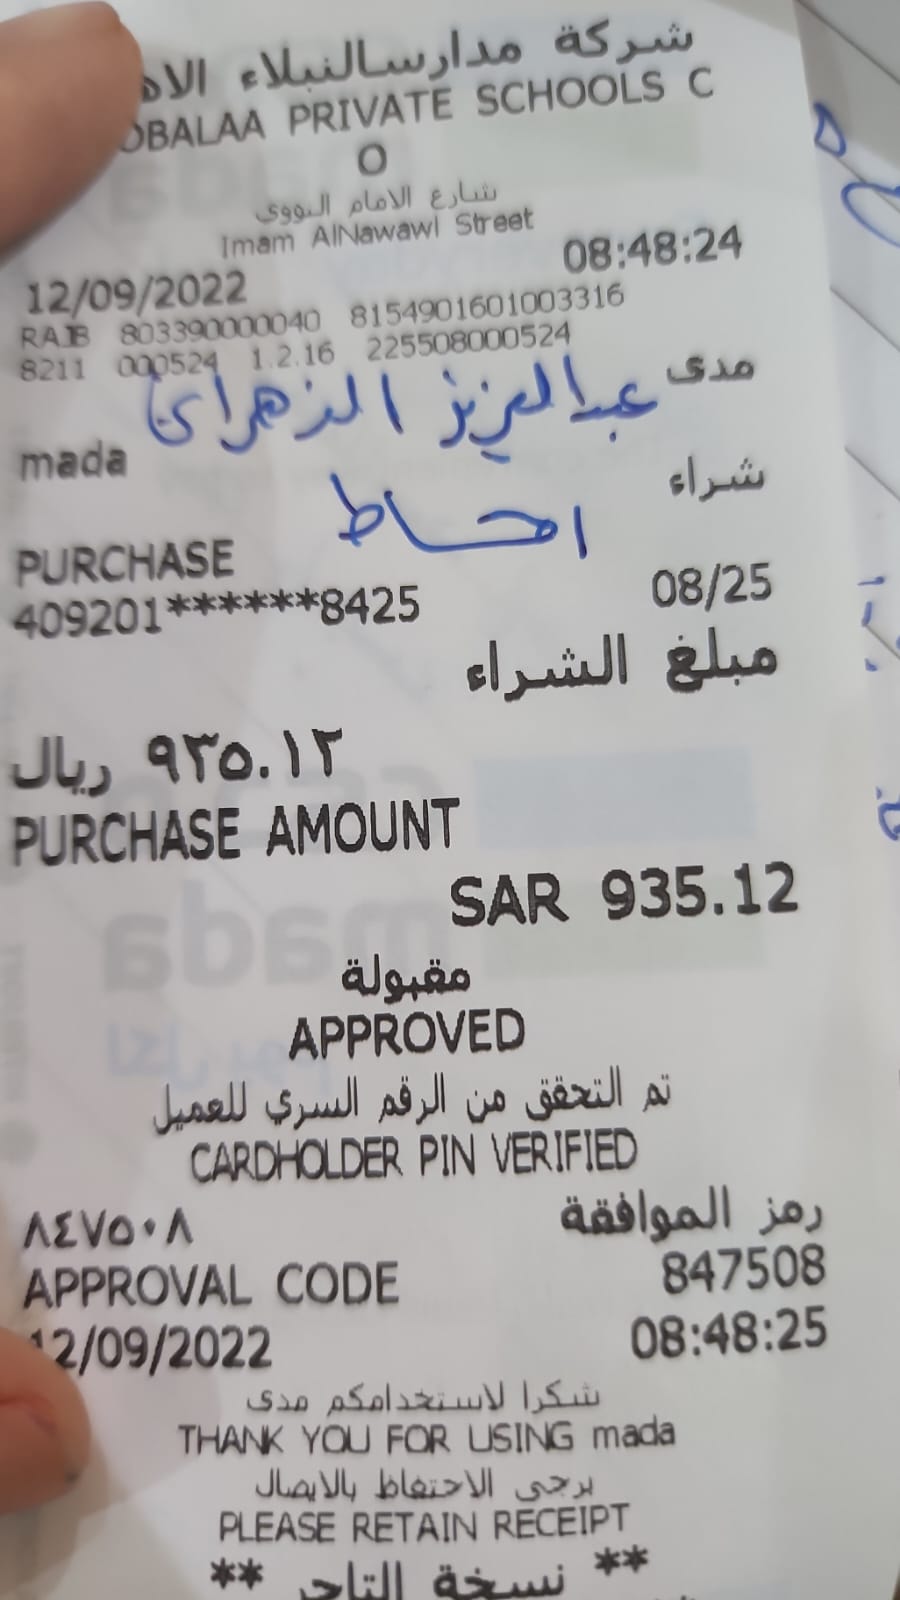 شركة مدارسالنبلاء الاه
OBALAA PRIVATE SCHOOLS C
O
شارع الامام النووي
Imam AlNawawi Street
12/09/2022 08:48:24
RAJB 803390000040 8154901601003316
8211 000524 1.2.16 225508000524
مدى
عبدالعزيز الزهراني
mada
شراء
احاط
PURCHASE
409201******8425 08/25
مبلغ الشراء
٩٣٥.١٢ ريال
PURCHASE AMOUNT
SAR 935.12
مقبولة
APPROVED
تم التحقق من الرقم السري للعميل
CARDHOLDER PIN VERIFIED
رمز الموافقة ٨٤٧٥٠٨
APPROVAL CODE 847508
12/09/2022 08:48:25
شكرا لاستخدامكم مدى
THANK YOU FOR USING mada
يرجى الاحتفاظ بالايصال
PLEASE RETAIN RECEIPT
** نسخة التاجر **